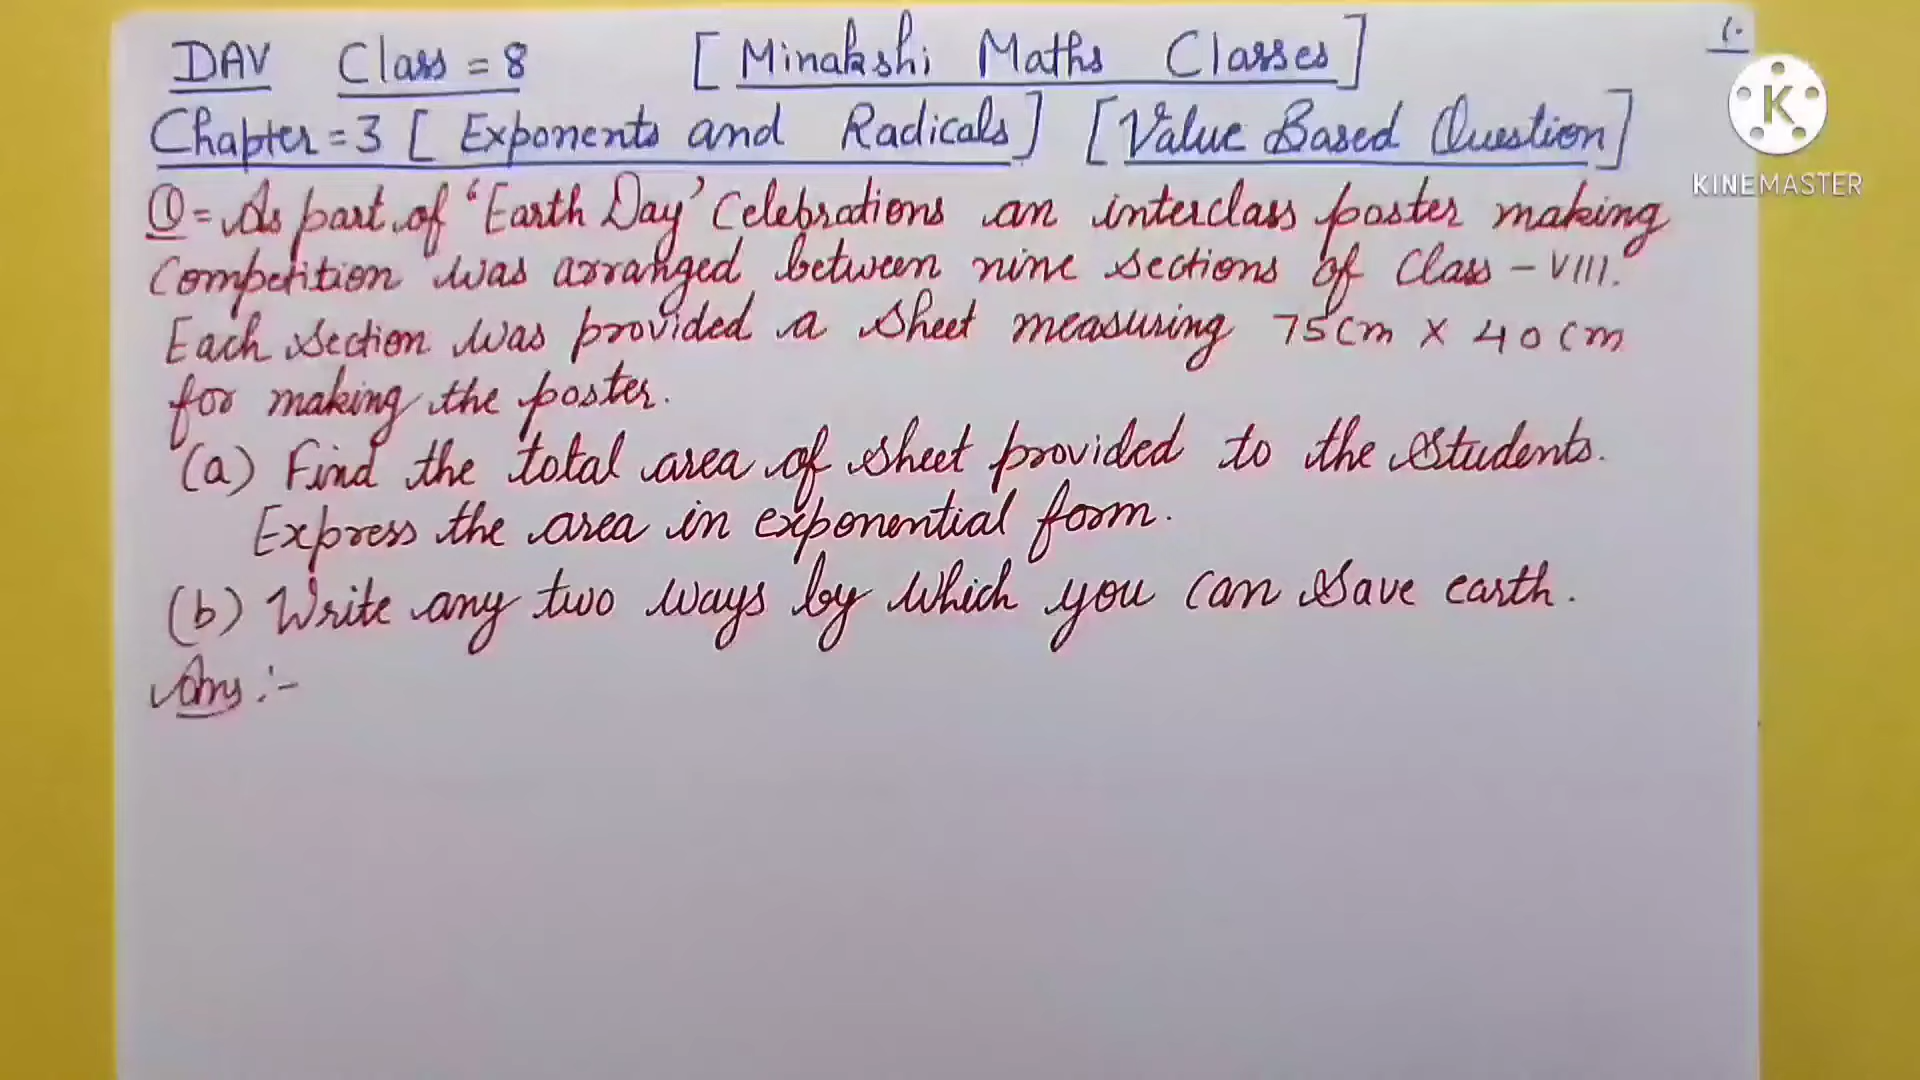 DAV Class = 8 [Minakshi Maths Classes]
Chapter = 3 [Exponents and Radicals] [Value Based Question]
KINEMASTER
Q = As part of 'Earth Day' Celebrations an interclass poster making
Competition was arranged between nine sections of Class - VIII.
Each section was provided a sheet measuring 75cm x 40cm
for making the poster.
(a) Find the total area of sheet provided to the students.
Express the area in exponential form.
(b) Write any two ways by which you can save earth.
Ans :-